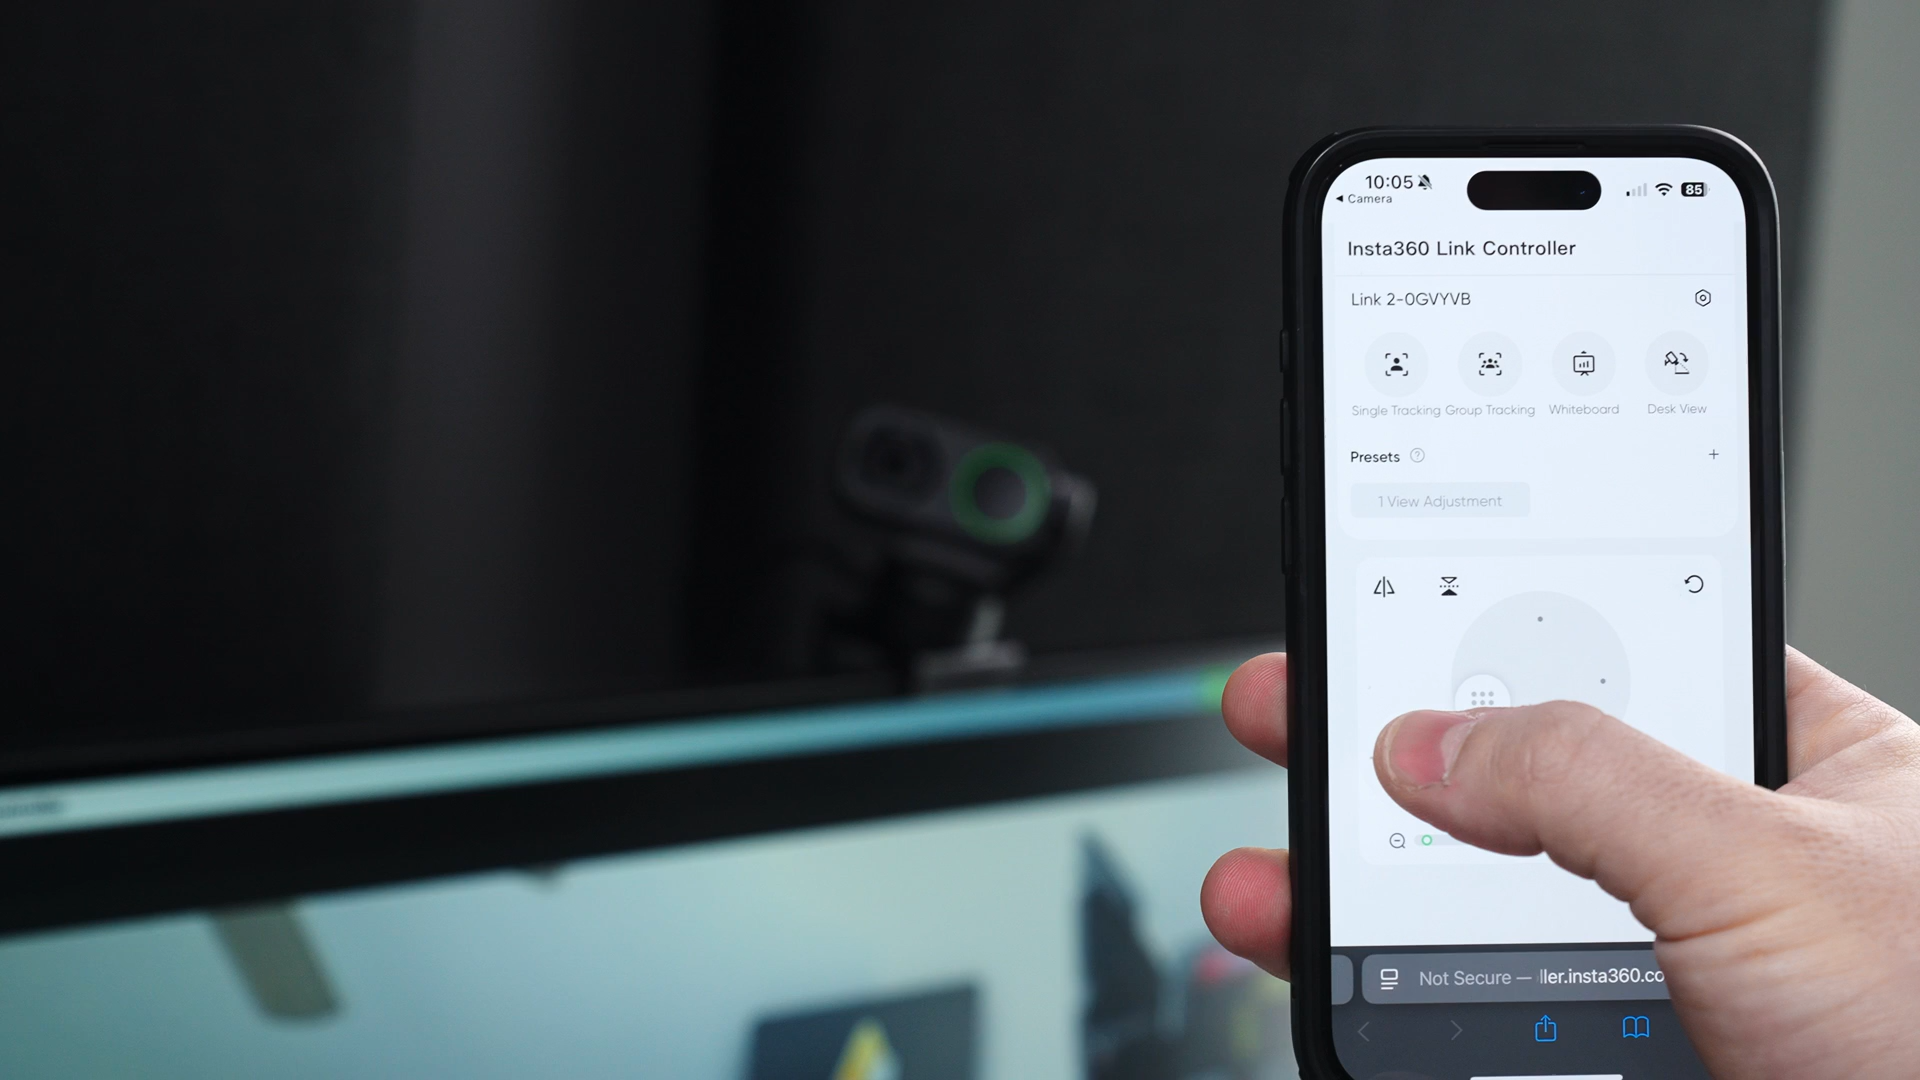 10:05
Camera
85
Insta360 Link Controller
Link 2-0GVYVB
Single Tracking Group Tracking Whiteboard Desk View
Presets ?
+
1 View Adjustment
Not Secure — ller.insta360.co